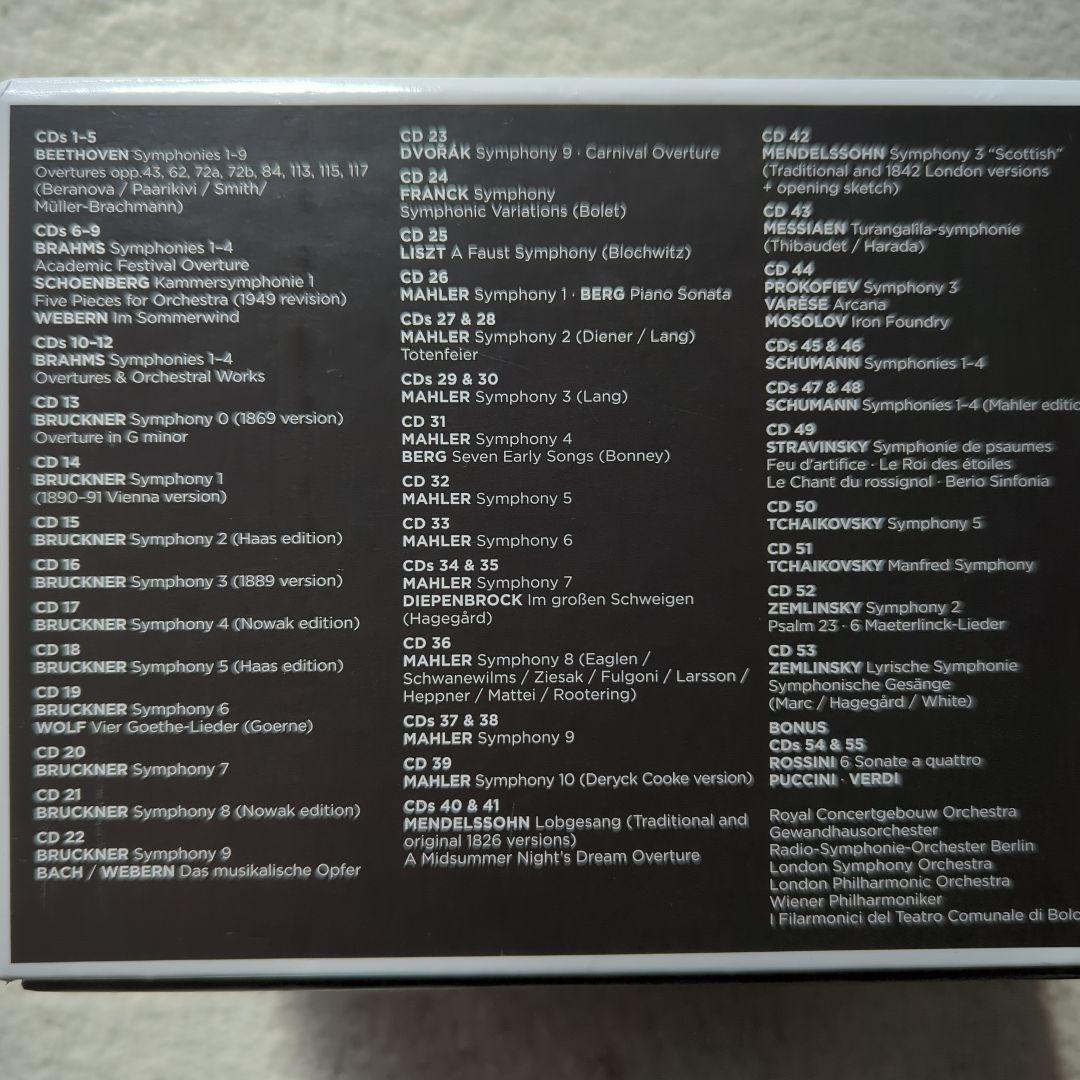 CDs 1–5
BEETHOVEN Symphonies 1–9
Overtures opp.43, 62, 72a, 72b, 84, 113, 115, 117
(Beranova / Paarikivi / Smith/
Müller-Brachmann)
CDs 6–9
BRAHMS Symphonies 1–4
Academic Festival Overture
SCHOENBERG Kammersymphonie 1
Five Pieces for Orchestra (1949 revision)
WEBERN Im Sommerwind
CDs 10–12
BRAHMS Symphonies 1–4
Overtures & Orchestral Works
CD 13
BRUCKNER Symphony 0 (1869 version)
Overture in G minor
CD 14
BRUCKNER Symphony 1
(1890–91 Vienna version)
CD 15
BRUCKNER Symphony 2 (Haas edition)
CD 16
BRUCKNER Symphony 3 (1889 version)
CD 17
BRUCKNER Symphony 4 (Nowak edition)
CD 18
BRUCKNER Symphony 5 (Haas edition)
CD 19
BRUCKNER Symphony 6
WOLF Vier Goethe-Lieder (Goerne)
CD 20
BRUCKNER Symphony 7
CD 21
BRUCKNER Symphony 8 (Nowak edition)
CD 22
BRUCKNER Symphony 9
BACH / WEBERN Das musikalische Opfer
CD 23
DVOŘÁK Symphony 9 · Carnival Overture
CD 24
FRANCK Symphony
Symphonic Variations (Bolet)
CD 25
LISZT A Faust Symphony (Blochwitz)
CD 26
MAHLER Symphony 1 · BERG Piano Sonata
CDs 27 & 28
MAHLER Symphony 2 (Diener / Lang)
Totenfeier
CDs 29 & 30
MAHLER Symphony 3 (Lang)
CD 31
MAHLER Symphony 4
BERG Seven Early Songs (Bonney)
CD 32
MAHLER Symphony 5
CD 33
MAHLER Symphony 6
CDs 34 & 35
MAHLER Symphony 7
DIEPENBROCK Im großen Schweigen
(Hagegård)
CD 36
MAHLER Symphony 8 (Eaglen /
Schwanewilms / Ziesak / Fulgoni / Larsson /
Heppner / Mattei / Rootering)
CDs 37 & 38
MAHLER Symphony 9
CD 39
MAHLER Symphony 10 (Deryck Cooke version)
CDs 40 & 41
MENDELSSOHN Lobgesang (Traditional and
original 1826 versions)
A Midsummer Night's Dream Overture
CD 42
MENDELSSOHN Symphony 3 "Scottish"
(Traditional and 1842 London versions
+ opening sketch)
CD 43
MESSIAEN Turangalîla-symphonie
(Thibaudet / Harada)
CD 44
PROKOFIEV Symphony 3
VARÈSE Arcana
MOSOLOV Iron Foundry
CDs 45 & 46
SCHUMANN Symphonies 1–4
CDs 47 & 48
SCHUMANN Symphonies 1–4 (Mahler editio
CD 49
STRAVINSKY Symphonie de psaumes
Feu d'artifice · Le Roi des étoiles
Le Chant du rossignol · Berio Sinfonia
CD 50
TCHAIKOVSKY Symphony 5
CD 51
TCHAIKOVSKY Manfred Symphony
CD 52
ZEMLINSKY Symphony 2
Psalm 23 · 6 Maeterlinck-Lieder
CD 53
ZEMLINSKY Lyrische Symphonie
Symphonische Gesänge
(Marc / Hagegård / White)
BONUS
CDs 54 & 55
ROSSINI 6 Sonate a quattro
PUCCINI · VERDI
Royal Concertgebouw Orchestra
Gewandhausorchester
Radio-Symphonie-Orchester Berlin
London Symphony Orchestra
London Philharmonic Orchestra
Wiener Philharmoniker
I Filarmonici del Teatro Comunale di Bolo